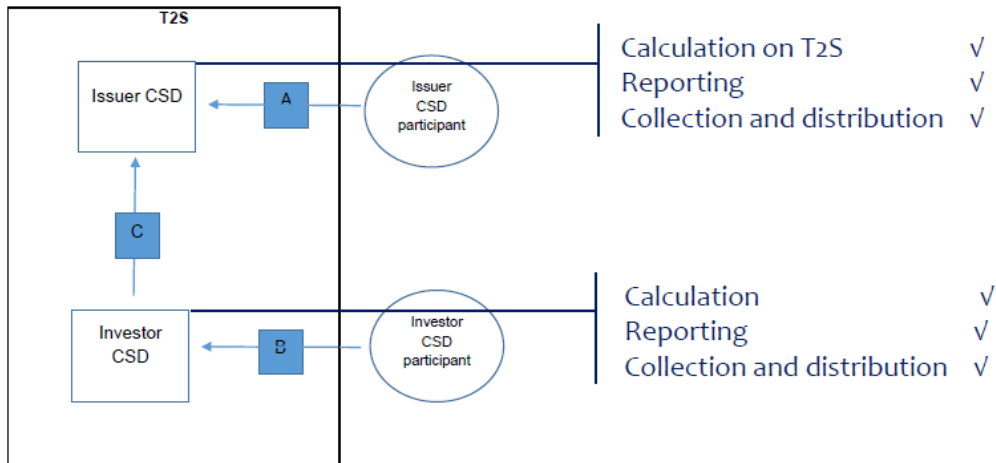 T2S
Issuer CSD
A
Issuer
CSD
participant
Calculation on T2S √
Reporting √
Collection and distribution √
C
Investor
CSD
B
Investor
CSD
participant
Calculation √
Reporting √
Collection and distribution √